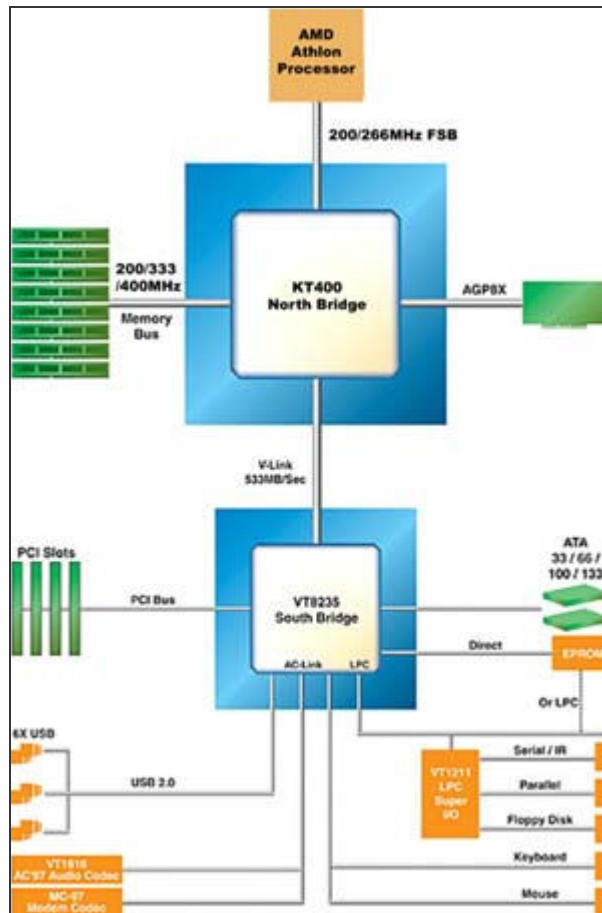 AMD
Athlon
Processor
200/266MHz FSB
200/333
/400MHz
Memory
Bus
KT400
North Bridge
AGP8X
V-Link
533MB/Sec
PCI Slots
PCI Bus
VT8235
South Bridge
AC-Link
LPC
ATA
33 / 66 /
100 / 133
Direct
EPROM
Or LPC
6X USB
USB 2.0
VT1211
LPC
Super
I/O
Serial / IR
Parallel
Floppy Disk
Keyboard
Mouse
VT1616
AC'97 Audio Codec
MC-97
Modem Codec